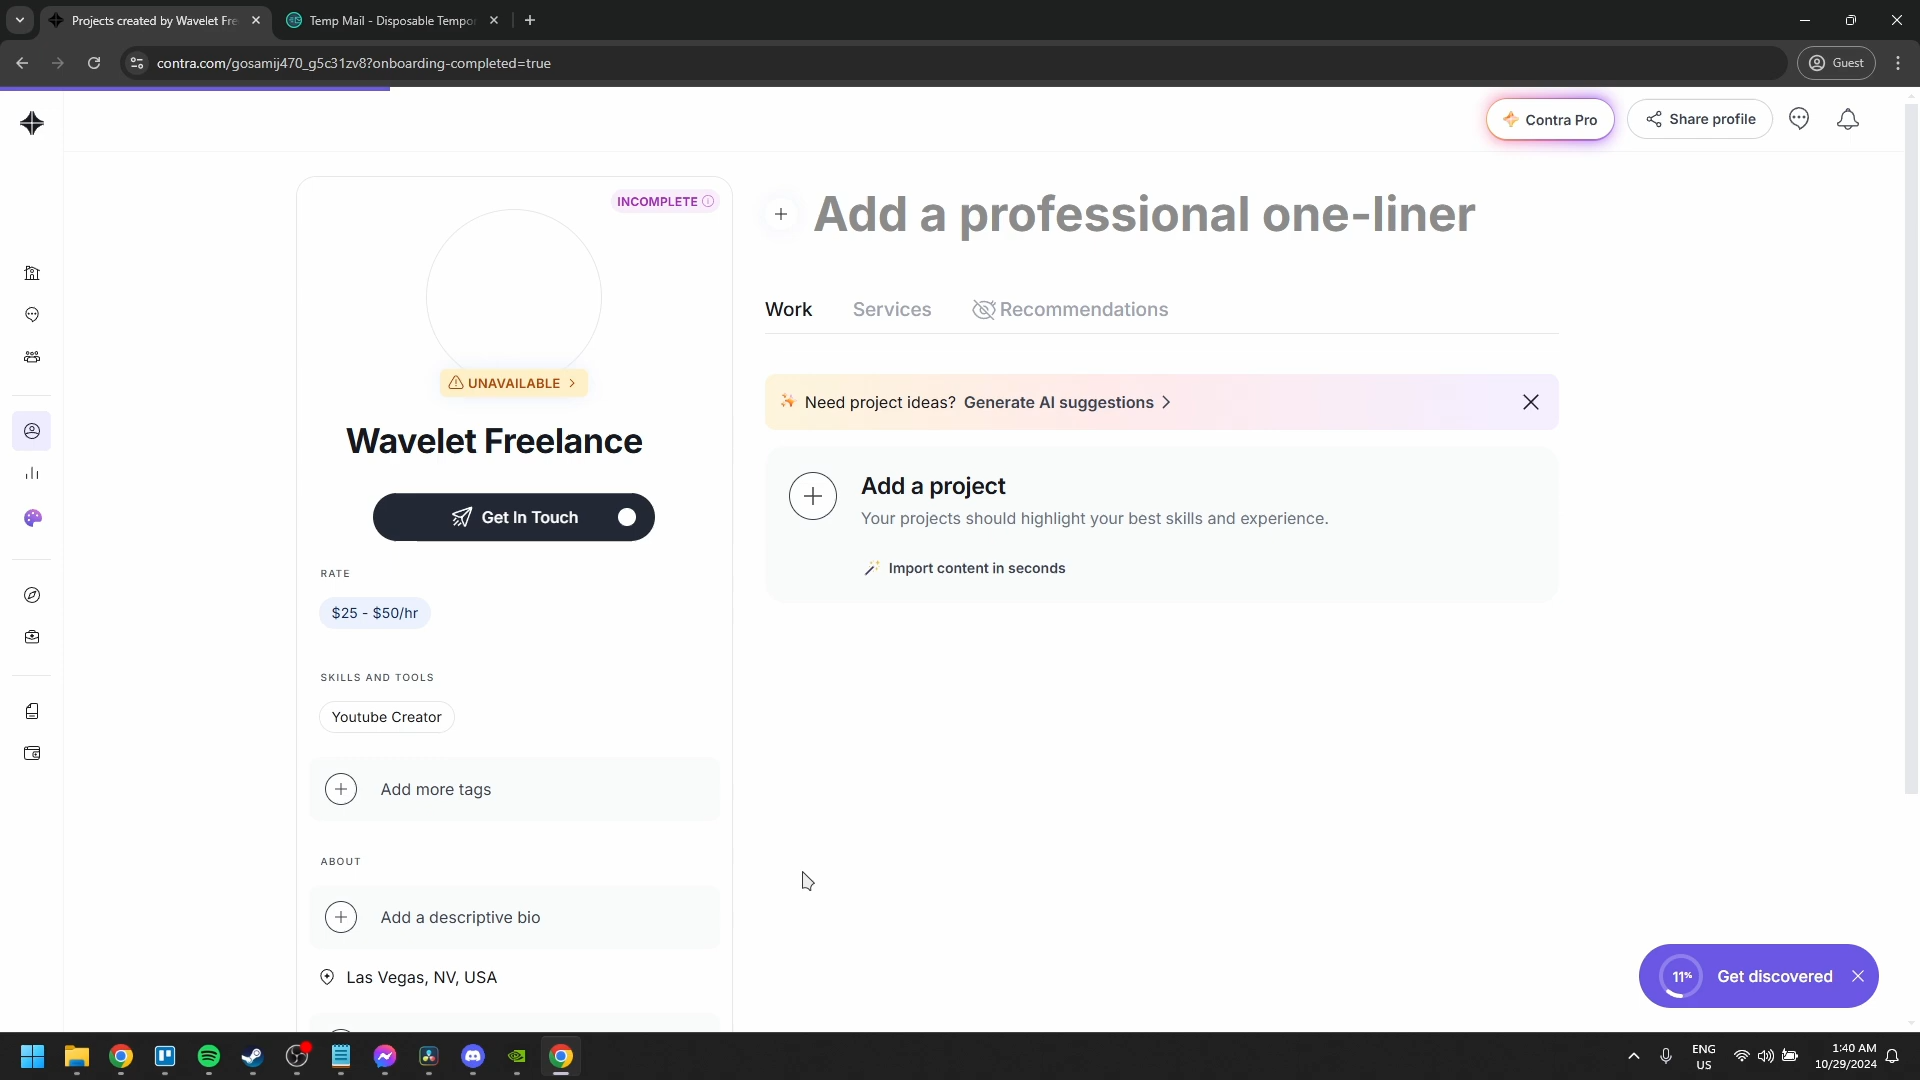 Projects created by Wavelet Fre
Temp Mail - Disposable Tempor
contra.com/gosamij470_g5c31zv8?onboarding-completed=true
Guest
Contra Pro
Share profile
INCOMPLETE
UNAVAILABLE
Wavelet Freelance
Get In Touch
RATE
$25 - $50/hr
SKILLS AND TOOLS
Youtube Creator
Add more tags
ABOUT
Add a descriptive bio
Las Vegas, NV, USA
Add a professional one-liner
Work
Services
Recommendations
Need project ideas? Generate AI suggestions
Add a project
Your projects should highlight your best skills and experience.
Import content in seconds
11%
Get discovered
ENG
US
1:40 AM
10/29/2024